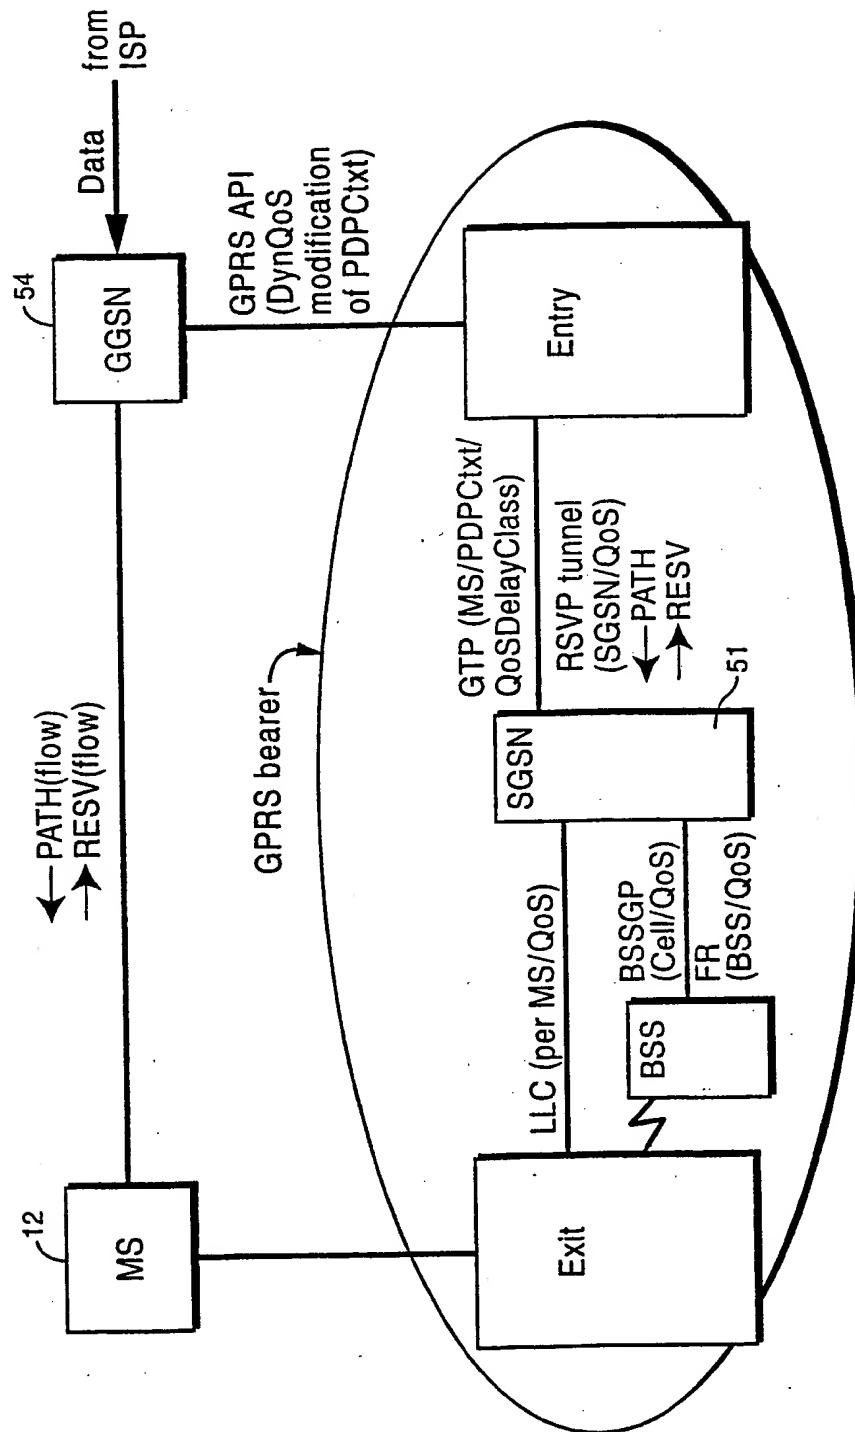 12
MS
←PATH(flow)
→RESV(flow)
54
GGSN
Data
from
ISP
GPRS API
(DynQoS
modification
of PDPCtxt)
GPRS bearer
Exit
LLC (per MS/QoS)
BSS
BSSGP
(Cell/QoS)
FR
(BSS/QoS)
SGSN
51
GTP (MS/PDPCtxt/
QoSDelayClass)
RSVP tunnel
(SGSN/QoS)
←PATH
→RESV
Entry